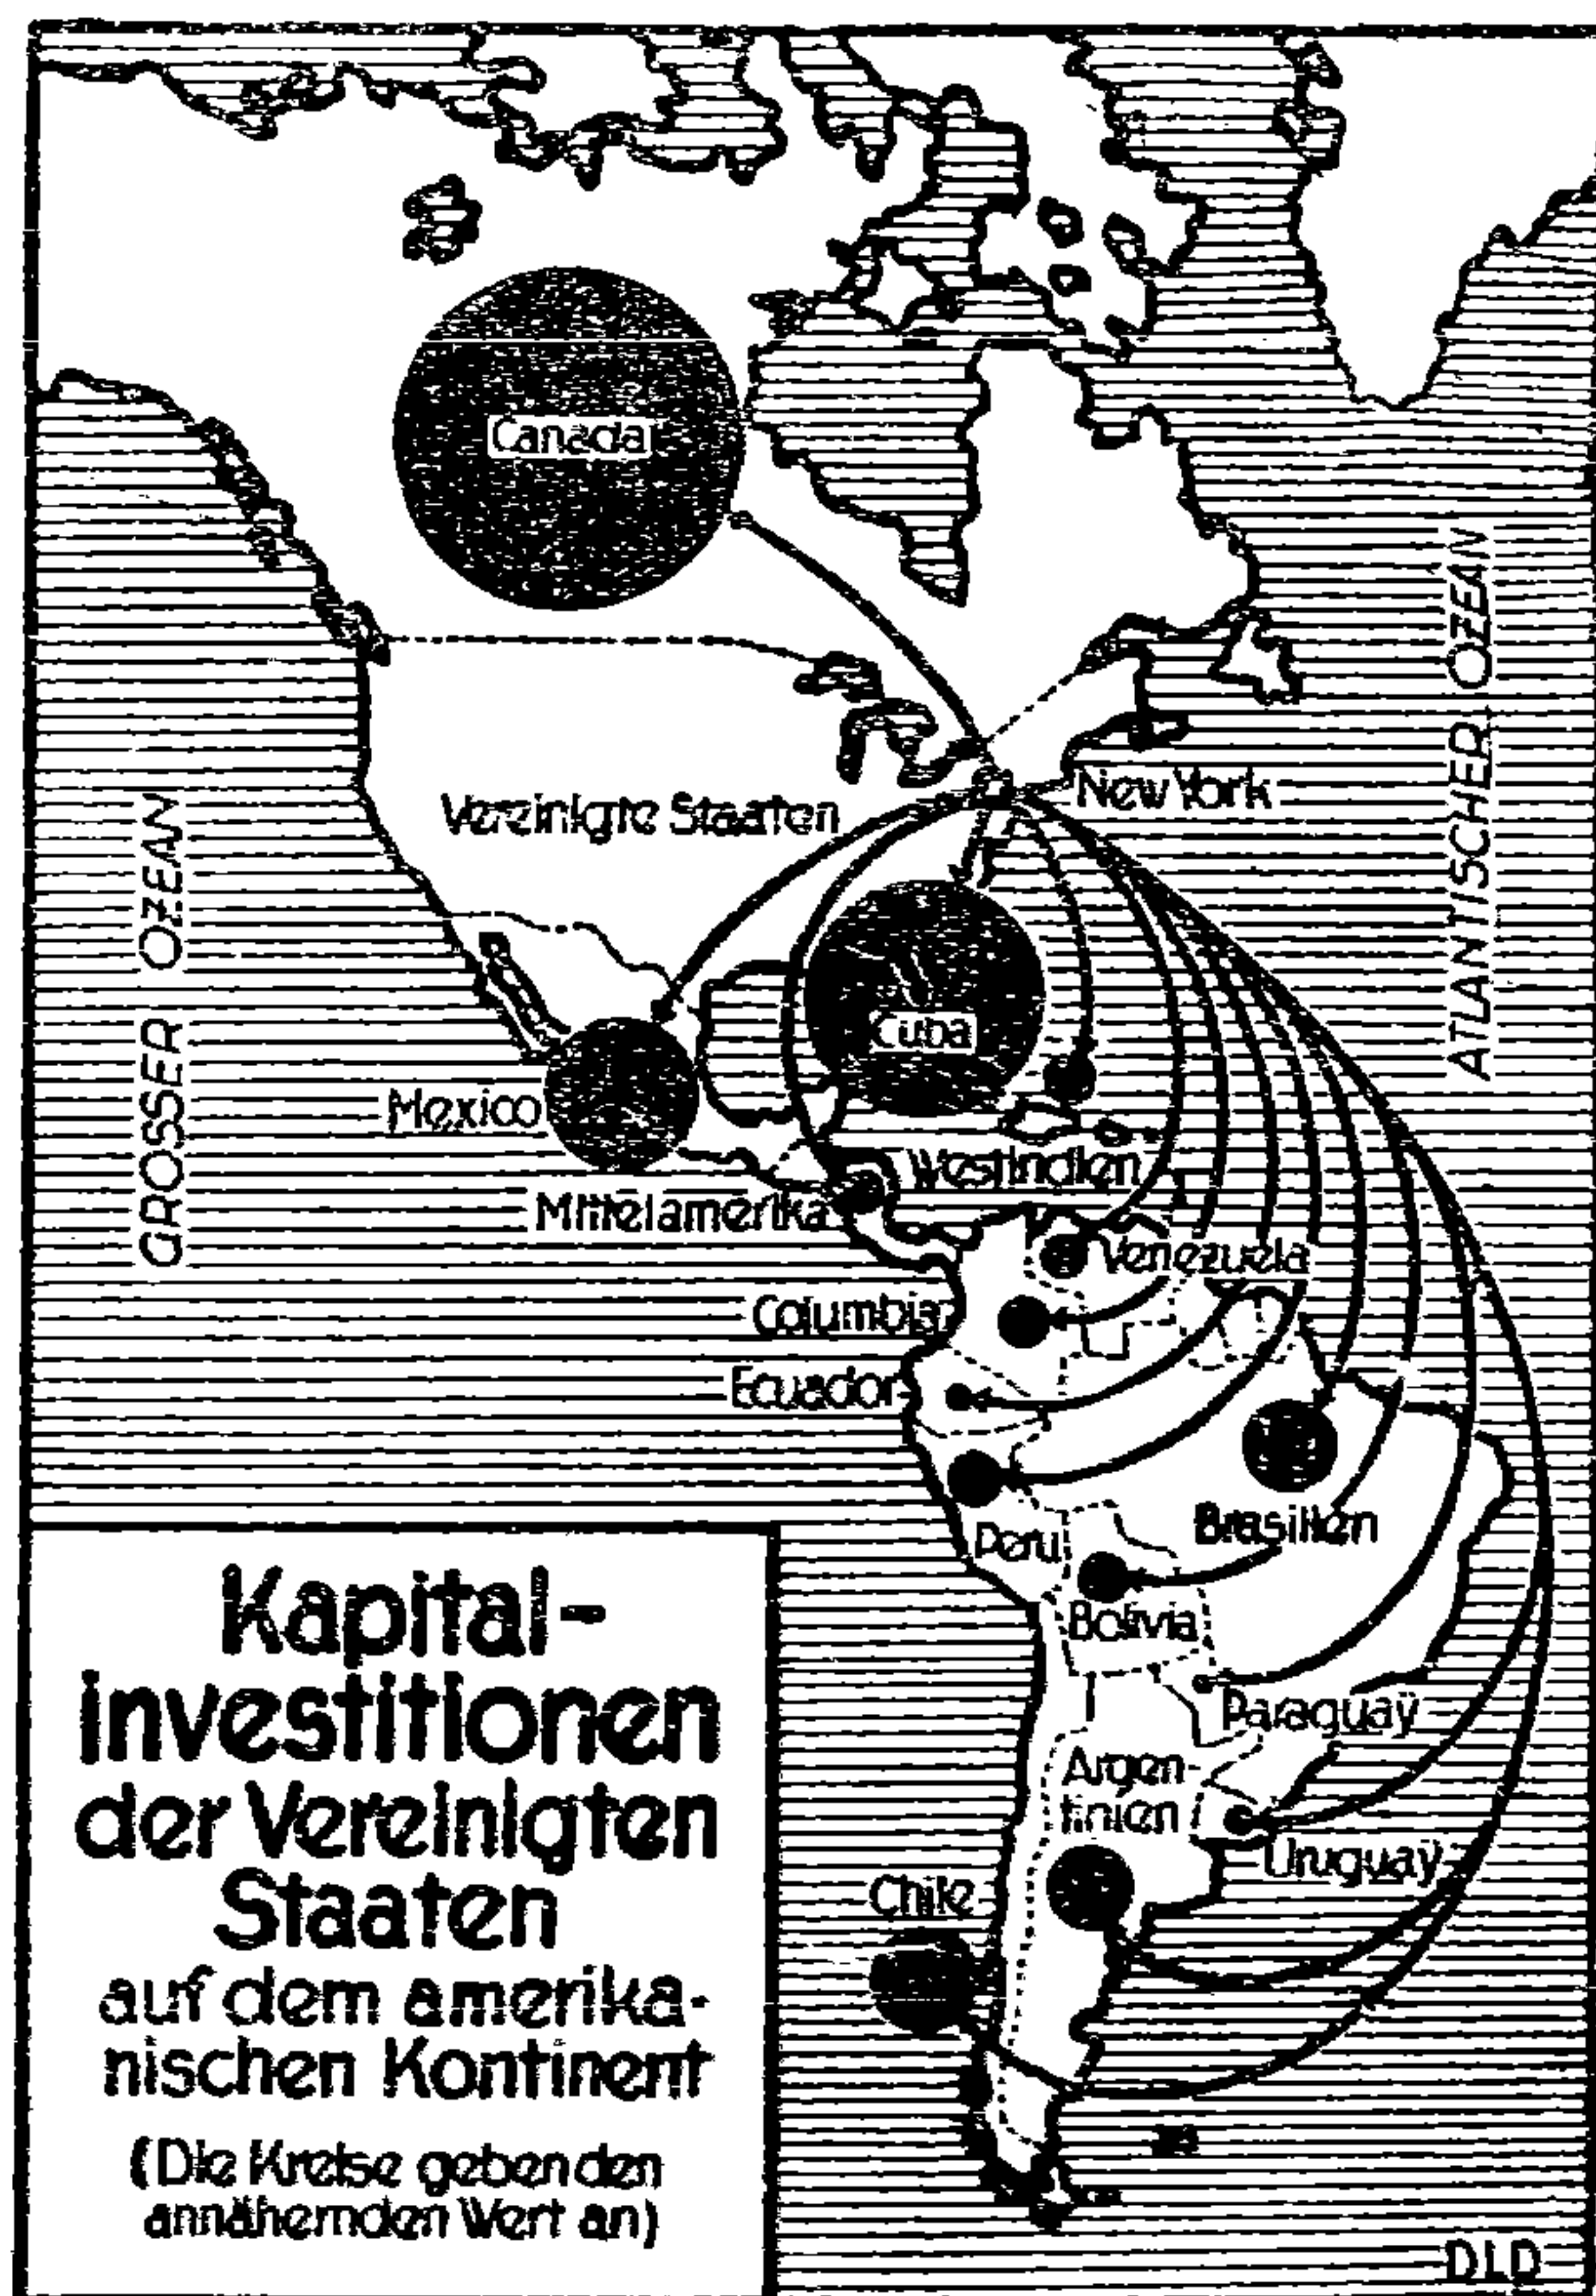 Canada
New York
Vereinigte Staaten
GROSSER OZEAN
ATLANTISCHER OZEAN
Cuba
Mexico
Westindien
Mittelamerika
Venezuela
Columbia
Ecuador
Peru
Brasilien
Bolivia
Paraguaÿ
Argen-
tinien
Uruguaÿ
Chile
Kapital-
investitionen
der Vereinigten
Staaten
auf dem amerika-
nischen Kontinent
(Die Kreise geben den
annähernden Wert an)
DLD